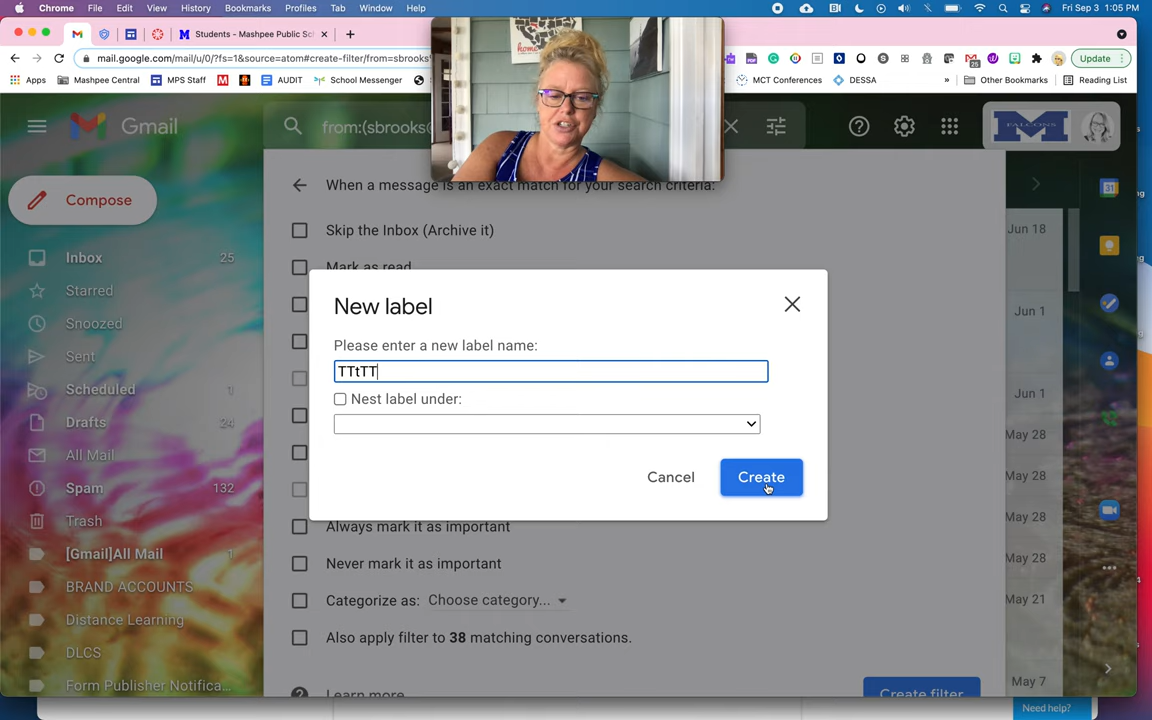 Chrome File Edit View History Bookmarks Profiles Tab Window Help Fri Sep 3 1:05 PM
Students - Mashpee Public Sc
mail.google.com/mail/u/0/?fs=1&source=atom#create-filter/from=sbrooks
Update
Apps Mashpee Central MPS Staff AUDIT School Messenger MCT Conferences DESSA » Other Bookmarks Reading List
home
Gmail
from:(sbrooks@
FALCONS
When a message is an exact match for your search criteria:
Compose
Skip the Inbox (Archive it)
Jun 18
Inbox 25
Mark as read
Starred
New label
Snoozed
Jun 1
Please enter a new label name:
Sent
TTtTT
Scheduled 1
Nest label under:
Jun 1
Drafts 24
May 28
All Mail
Cancel
Create
May 28
Spam 132
Trash
Always mark it as important
May 28
[Gmail]All Mail 1
Never mark it as important
May 28
BRAND ACCOUNTS
Categorize as: Choose category...
May 21
Distance Learning
Also apply filter to 38 matching conversations.
DLCS
Form Publisher Notifica...
Learn more
Create filter
May 7
Need help?